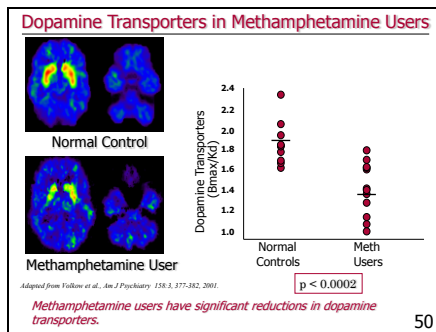 Dopamine Transporters in Methamphetamine Users
Normal Control
Methamphetamine User
Dopamine Transporters
(Bmax/Kd)
2.4
2.2
2.0
1.8
1.6
1.4
1.2
1.0
Normal
Controls
Meth
Users
p < 0.0002
Adapted from Volkow et al., Am J Psychiatry 158:3, 377-382, 2001.
Methamphetamine users have significant reductions in dopamine
transporters.
50